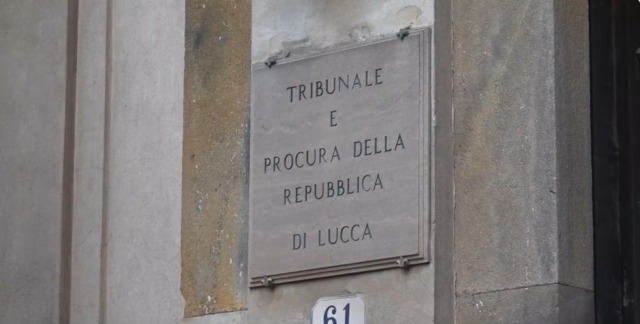 TRIBUNALE
E
PROCURA DELLA
REPUBBLICA
DI LUCCA
61